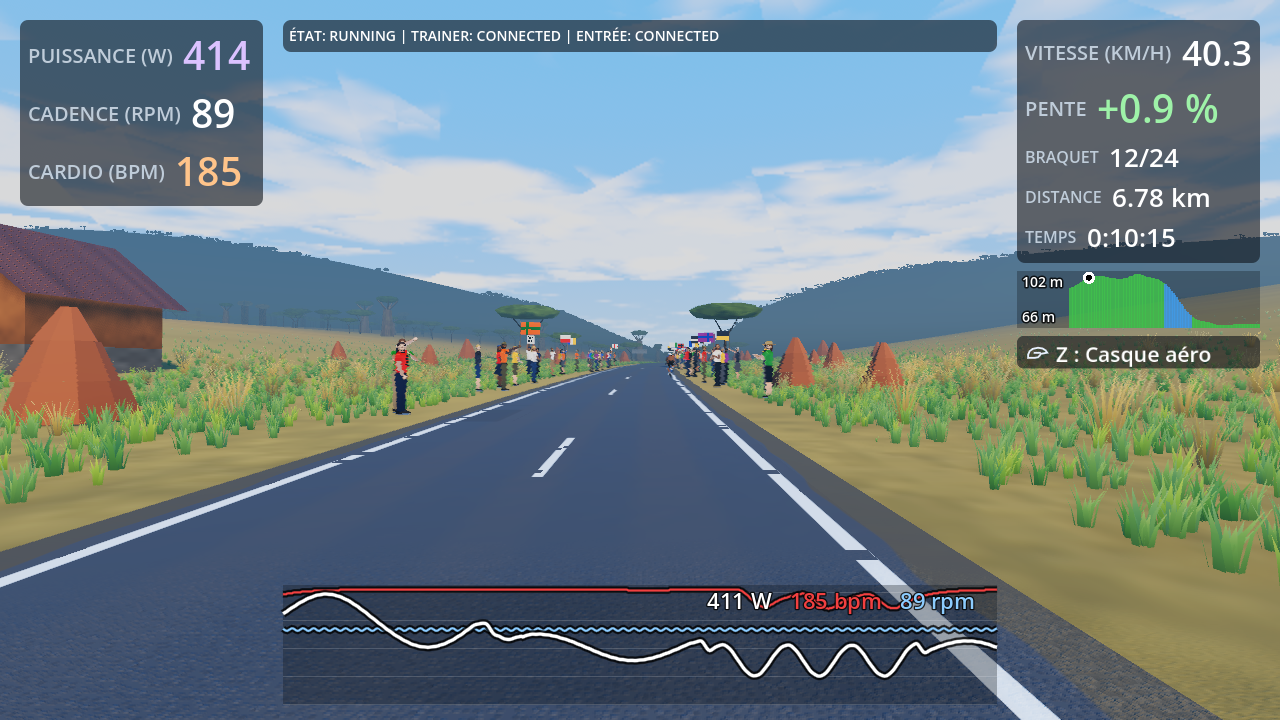 PUISSANCE (W) 414
CADENCE (RPM) 89
CARDIO (BPM) 185
ÉTAT: RUNNING | TRAINER: CONNECTED | ENTRÉE: CONNECTED
VITESSE (KM/H) 40.3
PENTE +0.9 %
BRAQUET 12/24
DISTANCE 6.78 km
TEMPS 0:10:15
102 m
66 m
Z : Casque aéro
411 W 185 bpm 89 rpm